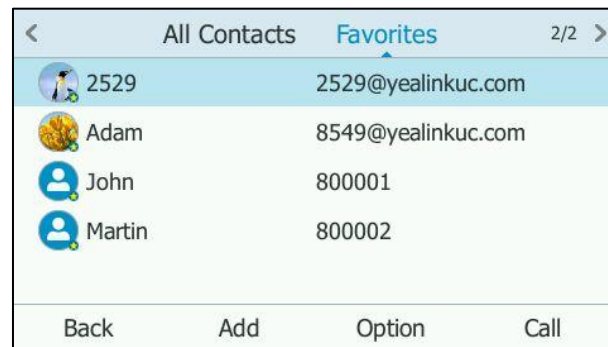 < All Contacts Favorites 2/2 >
2529 2529@yealinkuc.com
Adam 8549@yealinkuc.com
John 800001
Martin 800002
Back Add Option Call